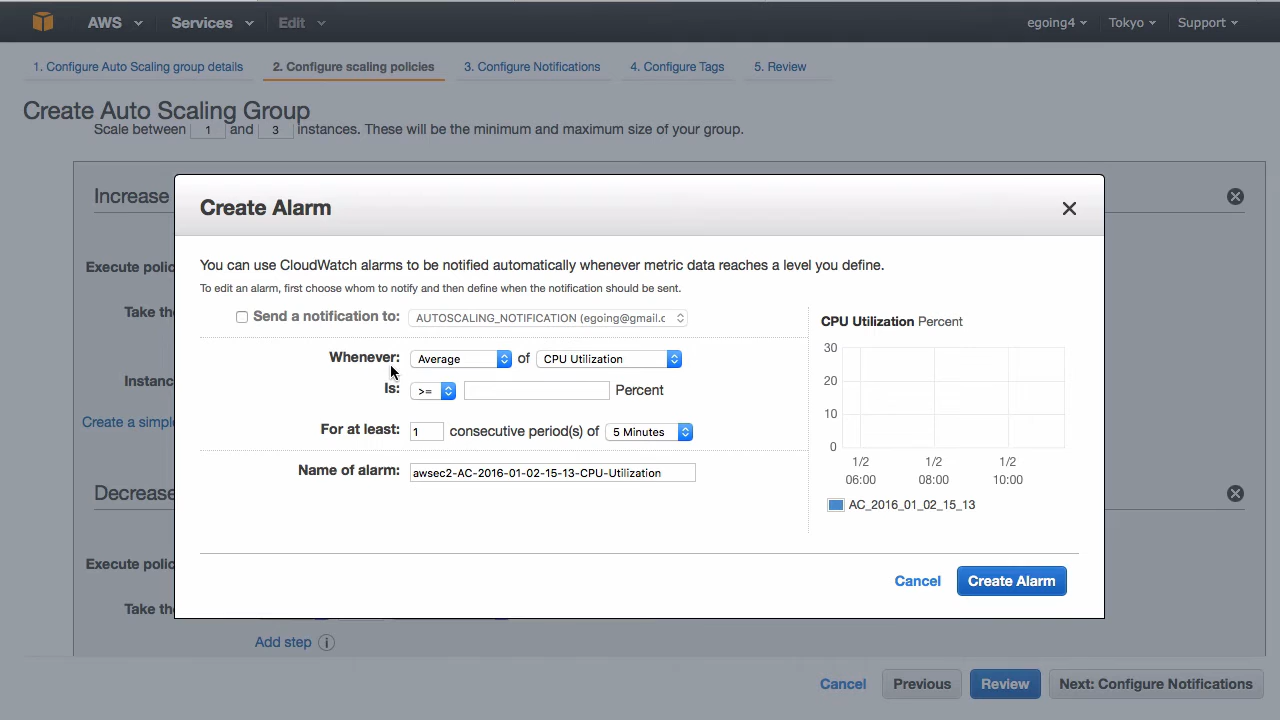 AWS Services Edit egoing4 Tokyo Support
1. Configure Auto Scaling group details 2. Configure scaling policies 3. Configure Notifications 4. Configure Tags 5. Review
Create Auto Scaling Group
Scale between 1 and 3 instances. These will be the minimum and maximum size of your group.
Increase
Create Alarm
You can use CloudWatch alarms to be notified automatically whenever metric data reaches a level you define.
Execute polic
To edit an alarm, first choose whom to notify and then define when the notification should be sent.
Take th
Send a notification to: AUTOSCALING_NOTIFICATION (egoing@gmail.c
CPU Utilization Percent
Whenever: Average of CPU Utilization
Is: >= Percent
Instanc
Create a simpl
For at least: 1 consecutive period(s) of 5 Minutes
Name of alarm: awsec2-AC-2016-01-02-15-13-CPU-Utilization
30
20
10
0
1/2 1/2 1/2
06:00 08:00 10:00
AC_2016_01_02_15_13
Decrease
Execute polic
Cancel Create Alarm
Take th
Add step i
Cancel Previous Review Next: Configure Notifications